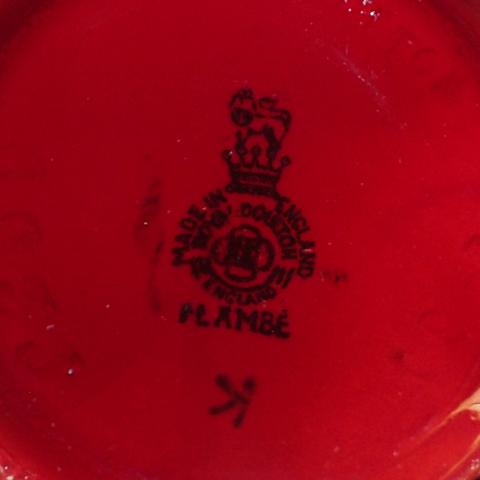 MADE IN ENGLAND
ROYAL DOULTON
ENGLAND
FLAMBÉ
K